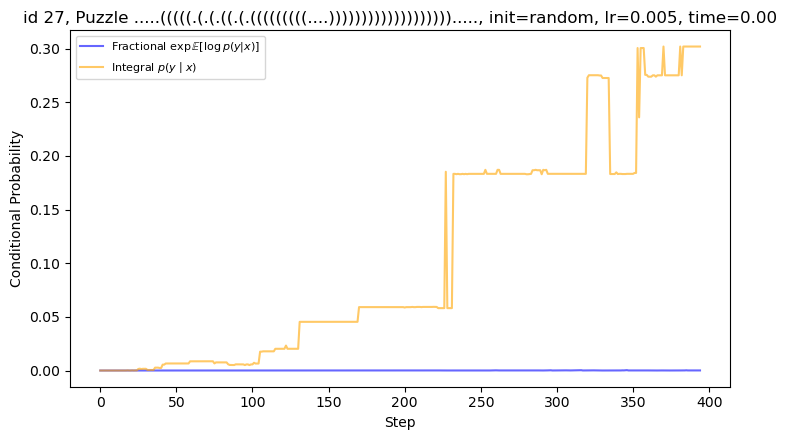 id 27, Puzzle .....(((((.(.(.((.(.(((((((((....))))))))))))))))))))....., init=random, lr=0.005, time=0.00
Fractional exp𝔼[log p(y|x)]
Integral p(y | x)
Conditional Probability
0.30
0.25
0.20
0.15
0.10
0.05
0.00
0 50 100 150 200 250 300 350 400
Step